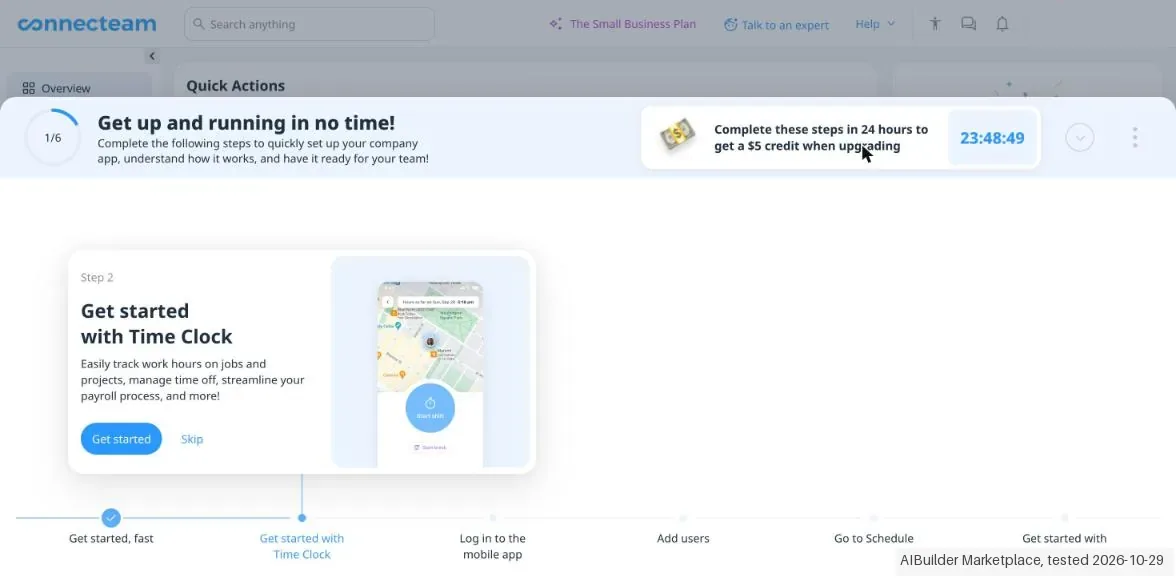 connecteam
Search anything
The Small Business Plan
Talk to an expert
Help
Overview
Quick Actions
1/6
Get up and running in no time!
Complete the following steps to quickly set up your company
app, understand how it works, and have it ready for your team!
Complete these steps in 24 hours to
get a $5 credit when upgrading
23:48:49
Step 2
Get started
with Time Clock
Easily track work hours on jobs and
projects, manage time off, streamline your
payroll process, and more!
Get started
Skip
Start shift
Start break
Get started, fast
Get started with
Time Clock
Log in to the
mobile app
Add users
Go to Schedule
Get started with
AIBuilder Marketplace, tested 2026-10-29